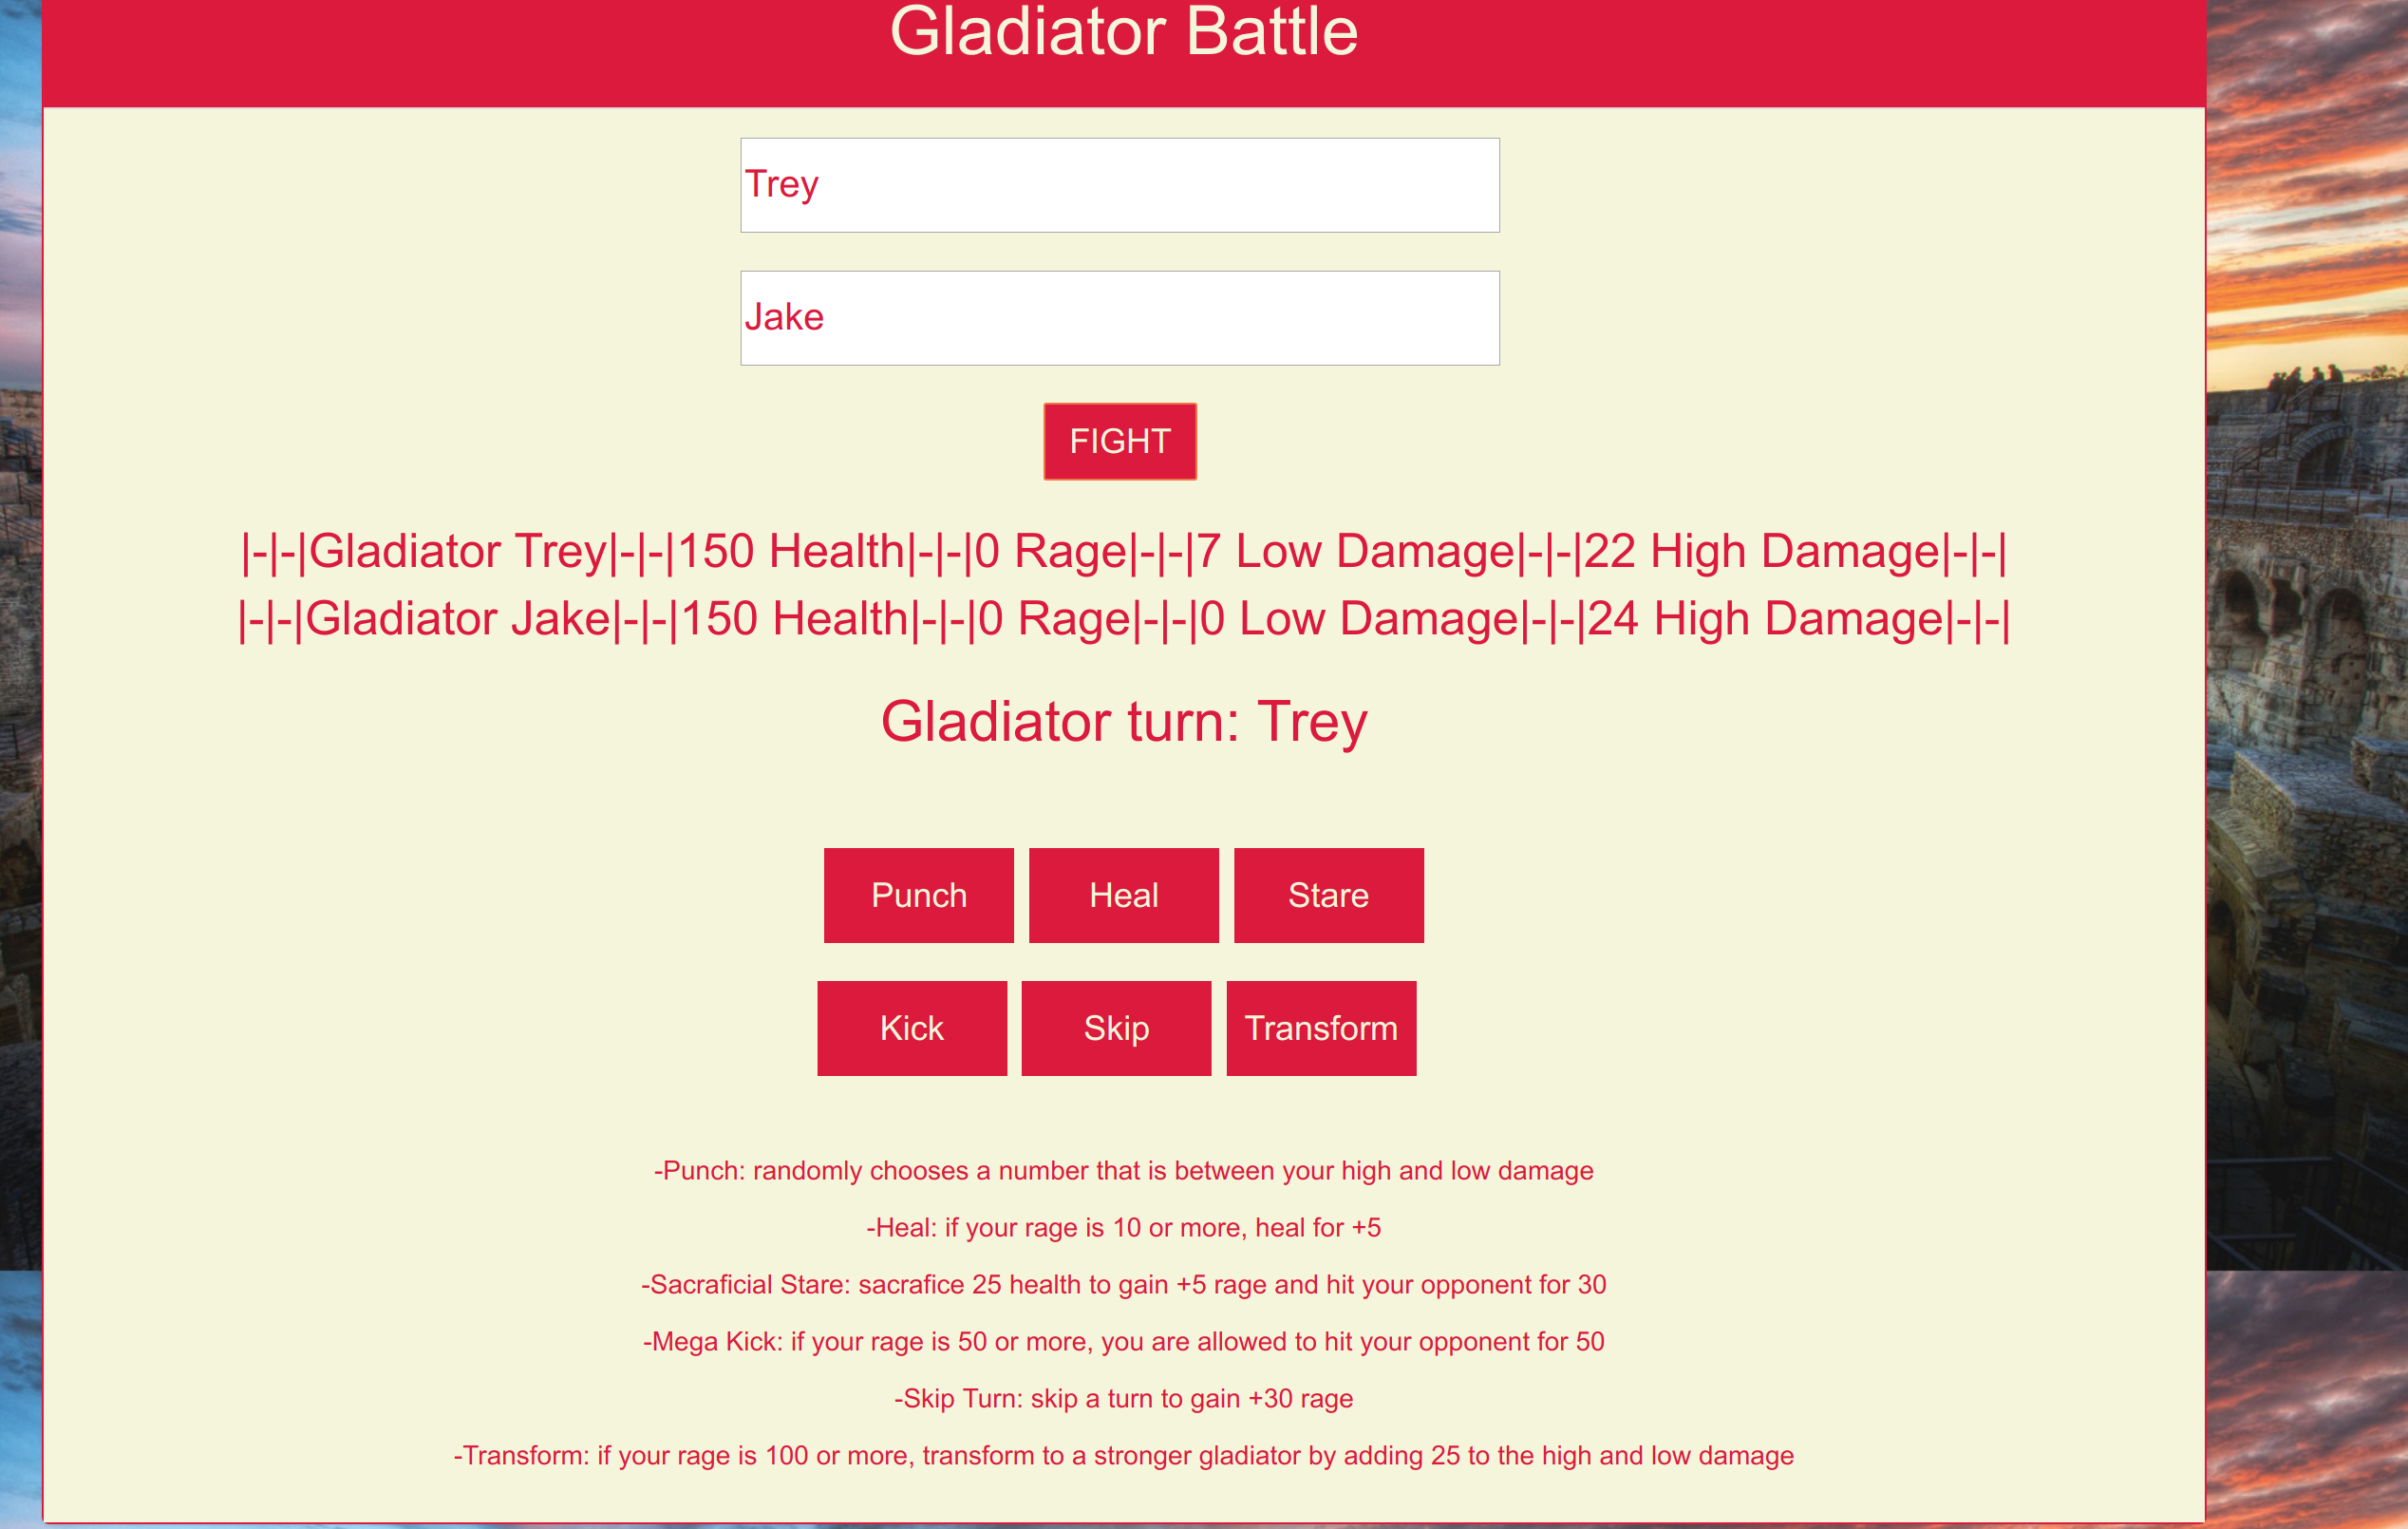 Gladiator Battle
Trey
Jake
FIGHT
|-|-|Gladiator Trey|-|-|150 Health|-|-|0 Rage|-|-|7 Low Damage|-|-|22 High Damage|-|-|
|-|-|Gladiator Jake|-|-|150 Health|-|-|0 Rage|-|-|0 Low Damage|-|-|24 High Damage|-|-|
Gladiator turn: Trey
Punch Heal Stare
Kick Skip Transform
-Punch: randomly chooses a number that is between your high and low damage
-Heal: if your rage is 10 or more, heal for +5
-Sacraficial Stare: sacrafice 25 health to gain +5 rage and hit your opponent for 30
-Mega Kick: if your rage is 50 or more, you are allowed to hit your opponent for 50
-Skip Turn: skip a turn to gain +30 rage
-Transform: if your rage is 100 or more, transform to a stronger gladiator by adding 25 to the high and low damage